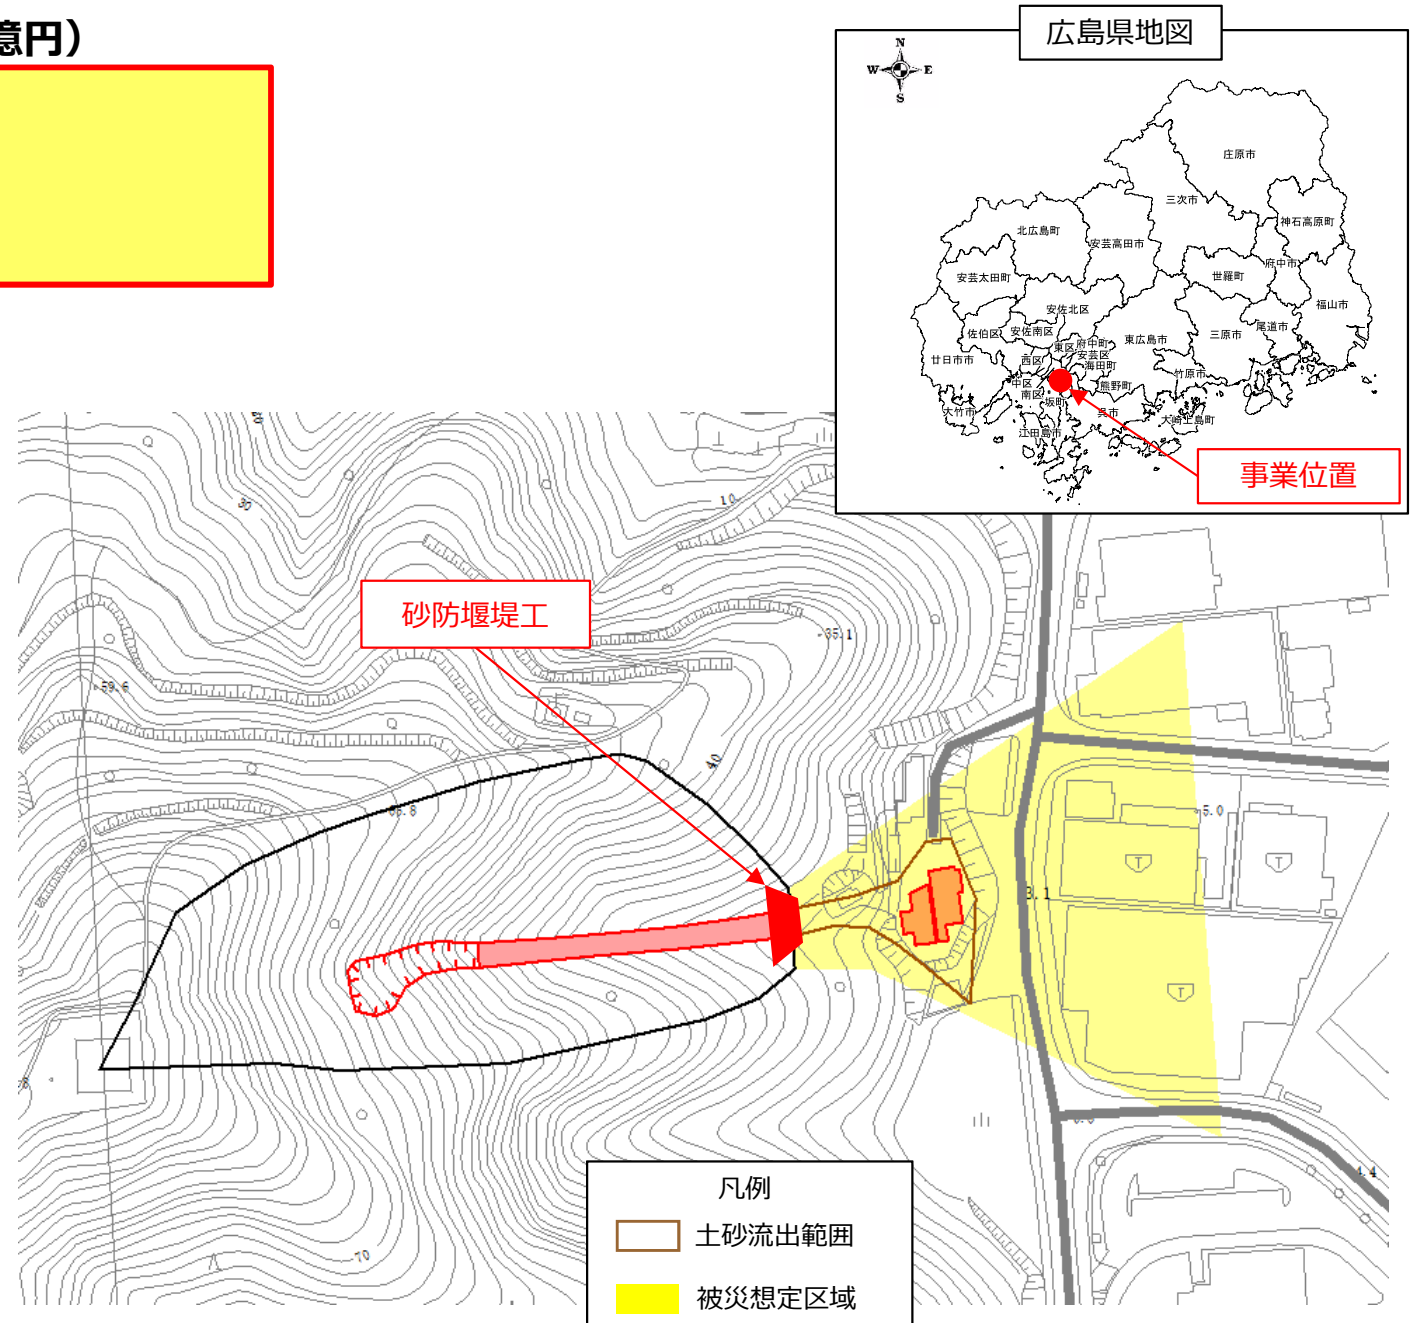 億円）
広島県地図
N
W
E
S
庄原市
三次市
神石高原町
北広島町
安芸高田市
府中市
世羅町
安芸太田町
福山市
安佐北区
佐伯区
安佐南区
尾道市
三原市
東広島市
府中町
東区
安芸区
西区
廿日市市
海田町
竹原市
中区
熊野町
南区
坂町
大竹市
呉市
大崎上島町
江田島市
事業位置
砂防堰堤工
10
30
35.1
59.6
40
66.8
5.0
3.1
4.4
70
凡例
土砂流出範囲
被災想定区域